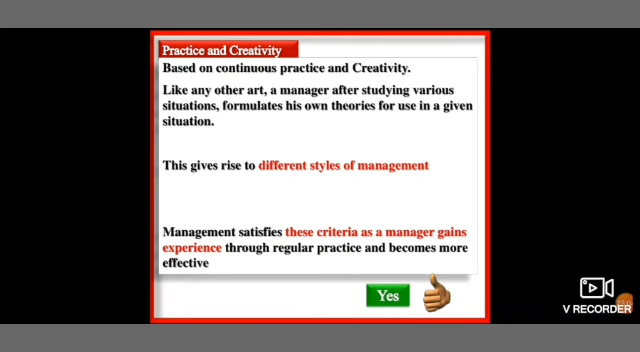 Practice and Creativity
Based on continuous practice and Creativity.
Like any other art, a manager after studying various
situations, formulates his own theories for use in a given
situation.
This gives rise to different styles of management
Management satisfies these criteria as a manager gains
experience through regular practice and becomes more
effective
Yes
V RECORDER